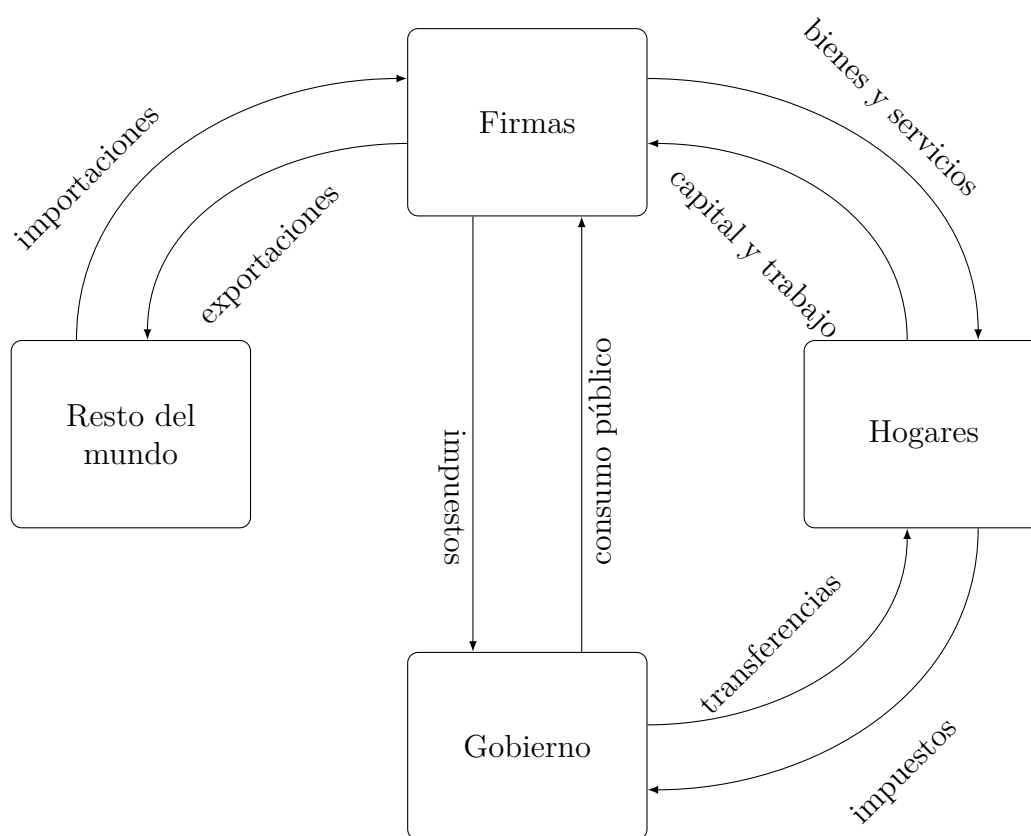 Firmas
bienes y servicios
importaciones
exportaciones
capital y trabajo
Resto del
mundo
Hogares
impuestos
consumo público
transferencias
Gobierno
impuestos